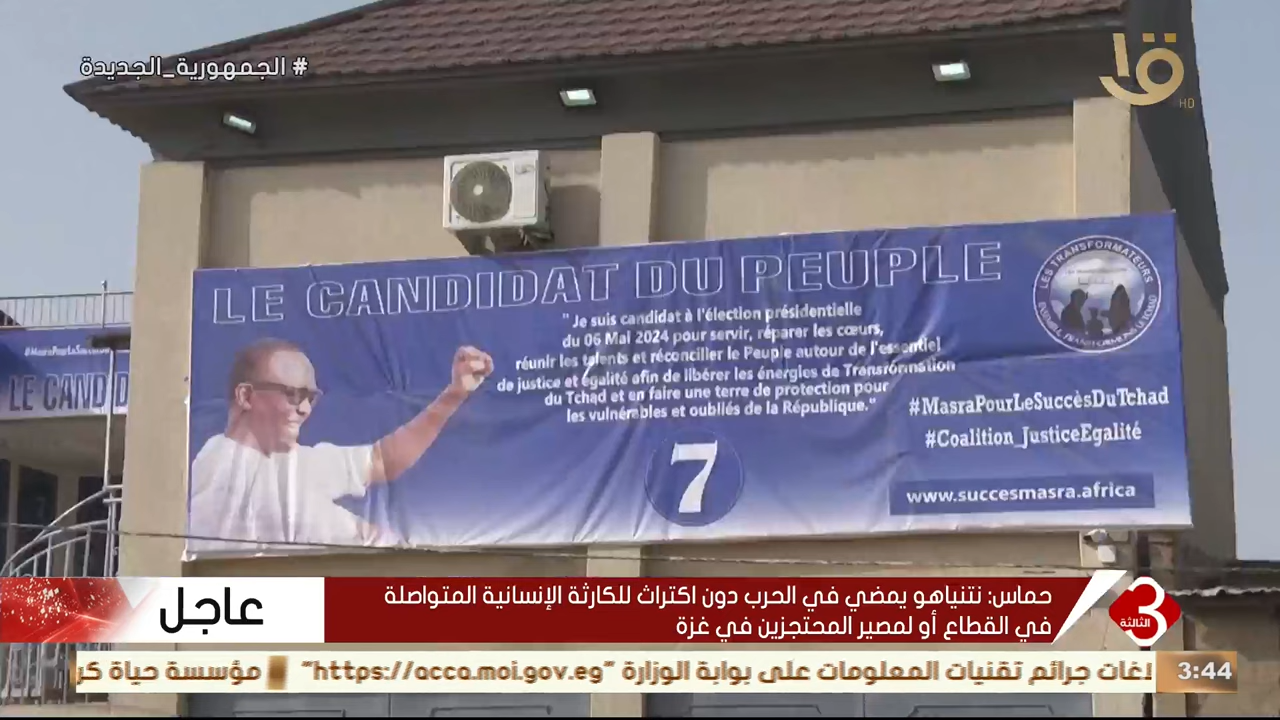 # الجمهورية_الجديدة
HD
LE CANDIDAT DU PEUPLE
" Je suis candidat à l'élection présidentielle
du 06 Mai 2024 pour servir, réparer les cœurs,
réunir les talents et réconcilier le Peuple autour de l'essentiel
de justice et égalité afin de libérer les énergies de Transformation
du Tchad et en faire une terre de protection pour
les vulnérables et oubliés de la République."
7
LES TRANSFORMATEURS
#MasraPourLeSuccèsDuTchad
#Coalition_JusticeEgalité
www.succesmasra.africa
#MasraPourLeSuccès
LE CAND
عاجل
حماس: نتنياهو يمضي في الحرب دون اكتراث للكارثة الإنسانية المتواصلة
في القطاع أو لمصير المحتجزين في غزة
3
الثالثة
لاغات جرائم تقنيات المعلومات على بوابة الوزارة "https://acca.moi.gov.eg" مؤسسة حياة كر
3:44